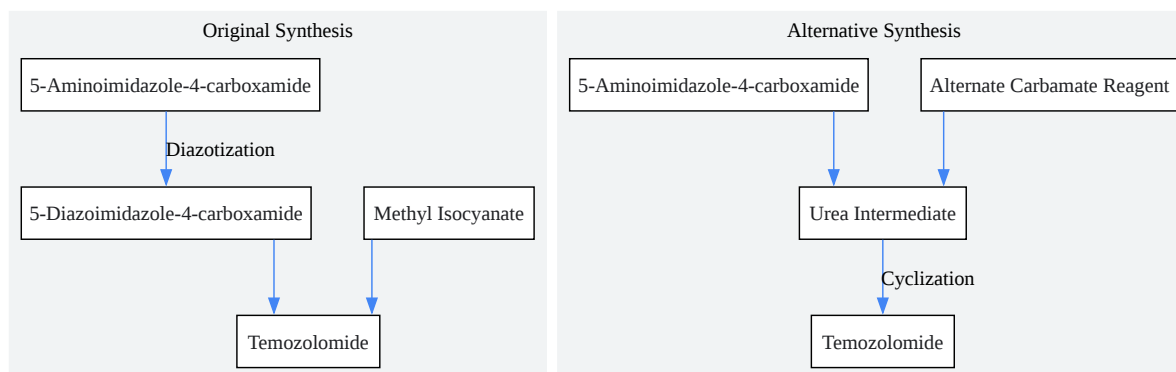 Original Synthesis
5-Aminoimidazole-4-carboxamide
Diazotization
5-Diazoimidazole-4-carboxamide
Methyl Isocyanate
Temozolomide
Alternative Synthesis
5-Aminoimidazole-4-carboxamide
Alternate Carbamate Reagent
Urea Intermediate
Cyclization
Temozolomide